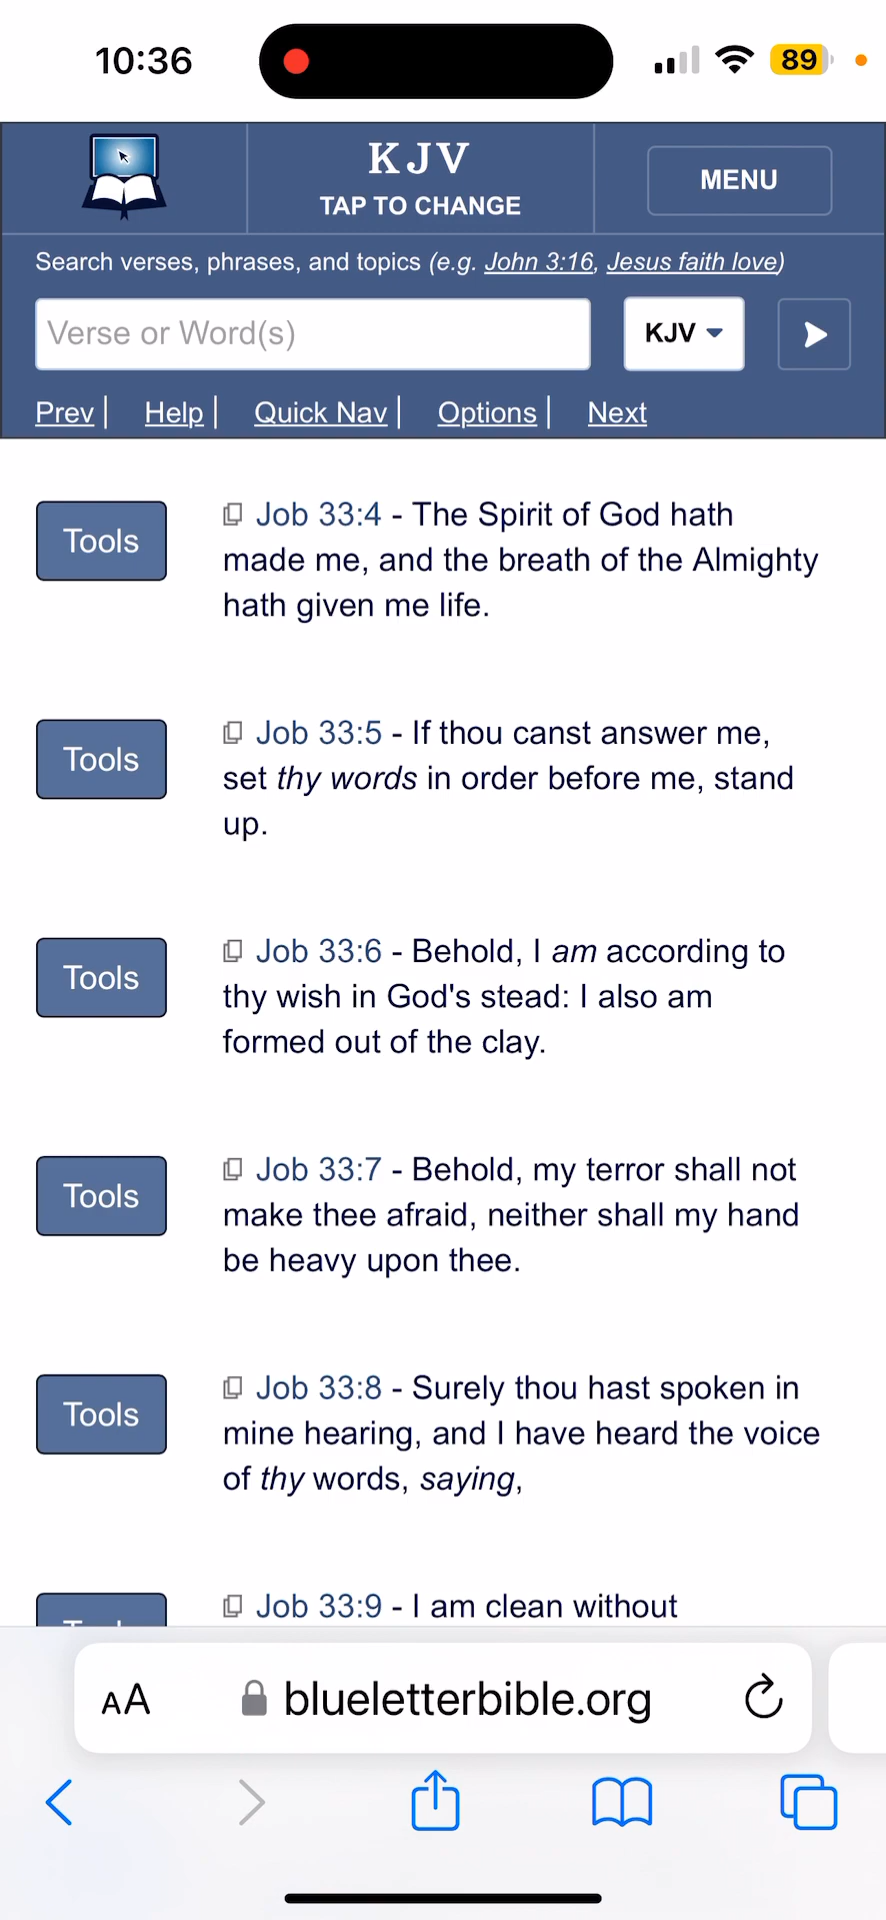 10:36
89
KJV
TAP TO CHANGE
MENU
Search verses, phrases, and topics (e.g. John 3:16, Jesus faith love)
Verse or Word(s)
KJV
Prev | Help | Quick Nav | Options | Next
Tools
Job 33:4 - The Spirit of God hath
made me, and the breath of the Almighty
hath given me life.
Tools
Job 33:5 - If thou canst answer me,
set thy words in order before me, stand
up.
Tools
Job 33:6 - Behold, I am according to
thy wish in God's stead: I also am
formed out of the clay.
Tools
Job 33:7 - Behold, my terror shall not
make thee afraid, neither shall my hand
be heavy upon thee.
Tools
Job 33:8 - Surely thou hast spoken in
mine hearing, and I have heard the voice
of thy words, saying,
Job 33:9 - I am clean without
AA
blueletterbible.org